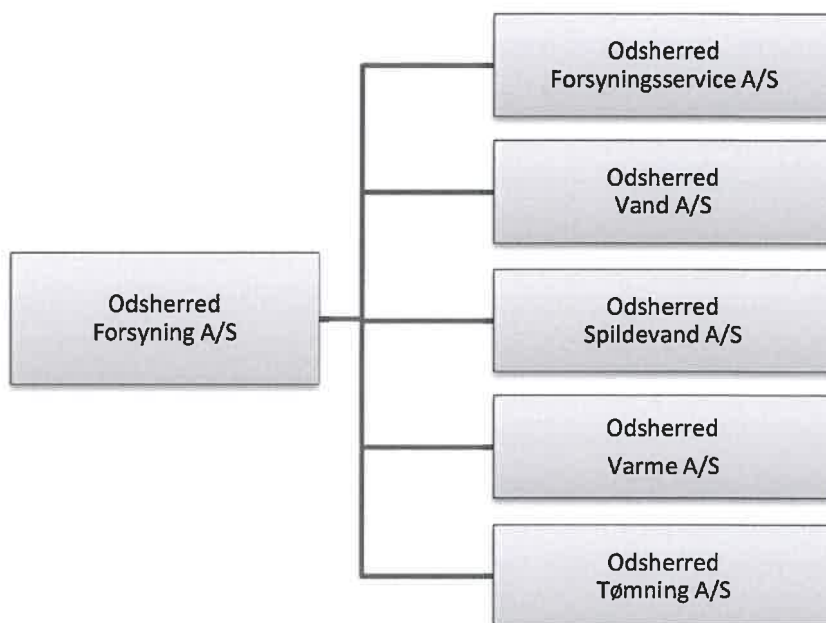 Odsherred
Forsyningsservice A/S
Odsherred
Vand A/S
Odsherred
Forsyning A/S
Odsherred
Spildevand A/S
Odsherred
Varme A/S
Odsherred
Tømning A/S